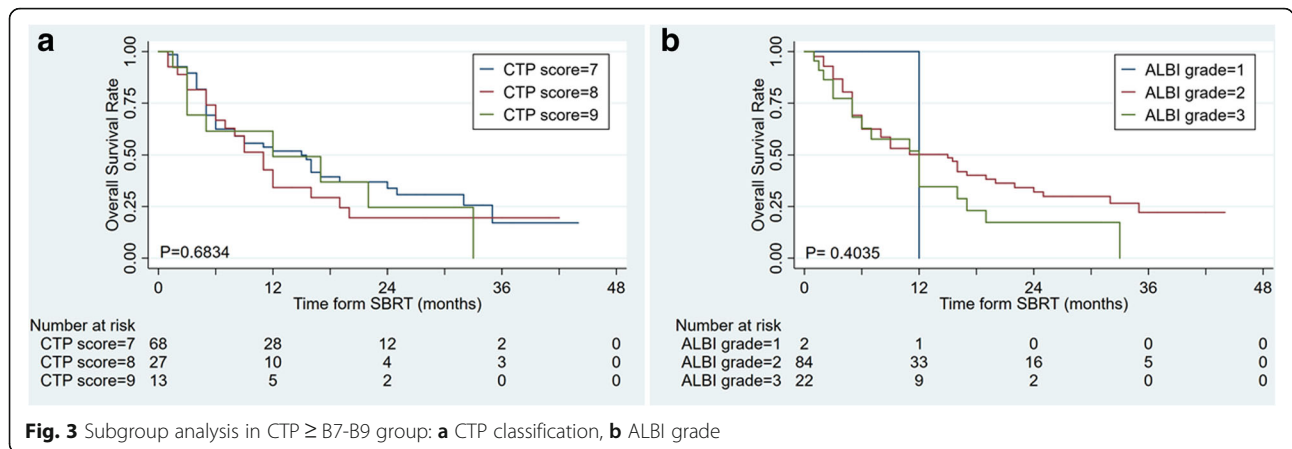 a
Overall Survival Rate
1.00
0.75
0.50
0.25
0.00
CTP score=7
CTP score=8
CTP score=9
P=0.6834
0 12 24 36 48
Time form SBRT (months)
Number at risk
CTP score=7 68 28 12 2 0
CTP score=8 27 10 4 3 0
CTP score=9 13 5 2 0 0
b
Overall Survival Rate
1.00
0.75
0.50
0.25
0.00
ALBI grade=1
ALBI grade=2
ALBI grade=3
P= 0.4035
0 12 24 36 48
Time form SBRT (months)
Number at risk
ALBI grade=1 2 1 0 0 0
ALBI grade=2 84 33 16 5 0
ALBI grade=3 22 9 2 0 0
Fig. 3 Subgroup analysis in CTP ≥ B7-B9 group: a CTP classification, b ALBI grade